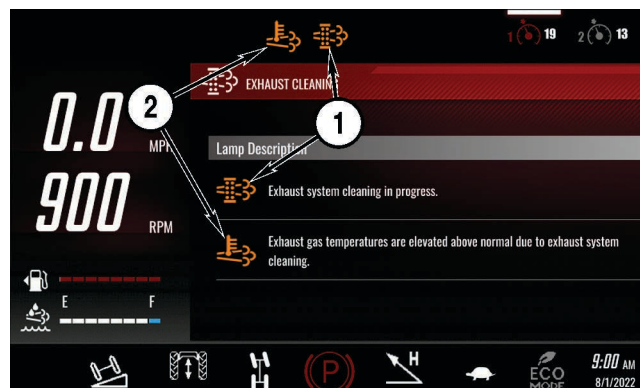 1 19 2 13
EXHAUST CLEANIN
2
1
0.0
MPH
Lamp Description
Exhaust system cleaning in progress.
900
RPM
Exhaust gas temperatures are elevated above normal due to exhaust system
cleaning.
E F
P
H
ECO
MODE
9:00 AM
8/1/2022